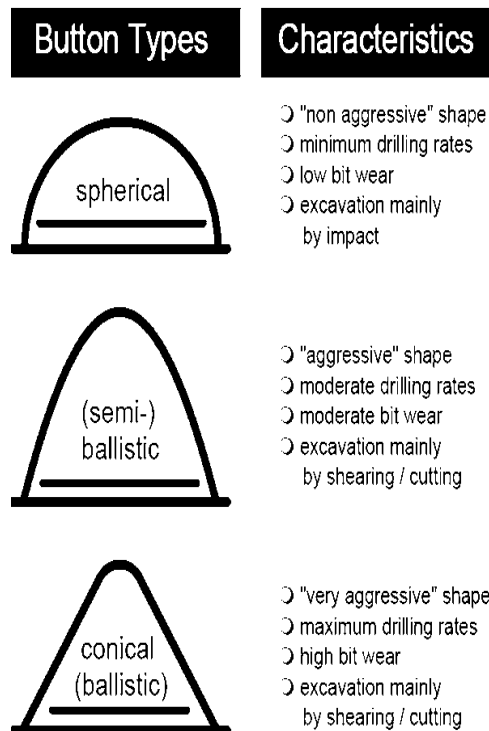 Button Types
Characteristics
spherical
❍ "non aggressive" shape
❍ minimum drilling rates
❍ low bit wear
❍ excavation mainly
by impact
(semi-)
ballistic
❍ "aggressive" shape
❍ moderate drilling rates
❍ moderate bit wear
❍ excavation mainly
by shearing / cutting
conical
(ballistic)
❍ "very aggressive" shape
❍ maximum drilling rates
❍ high bit wear
❍ excavation mainly
by shearing / cutting